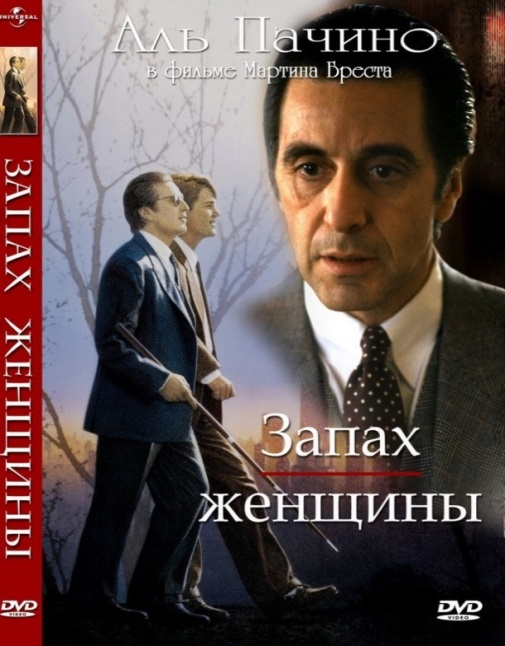 UNIVERSAL
ЗАПАХ ЖЕНЩИНЫ
DVD
VIDEO
Аль Пачино
в фильме Мартина Бреста
Запах
женщины
DVD
VIDEO